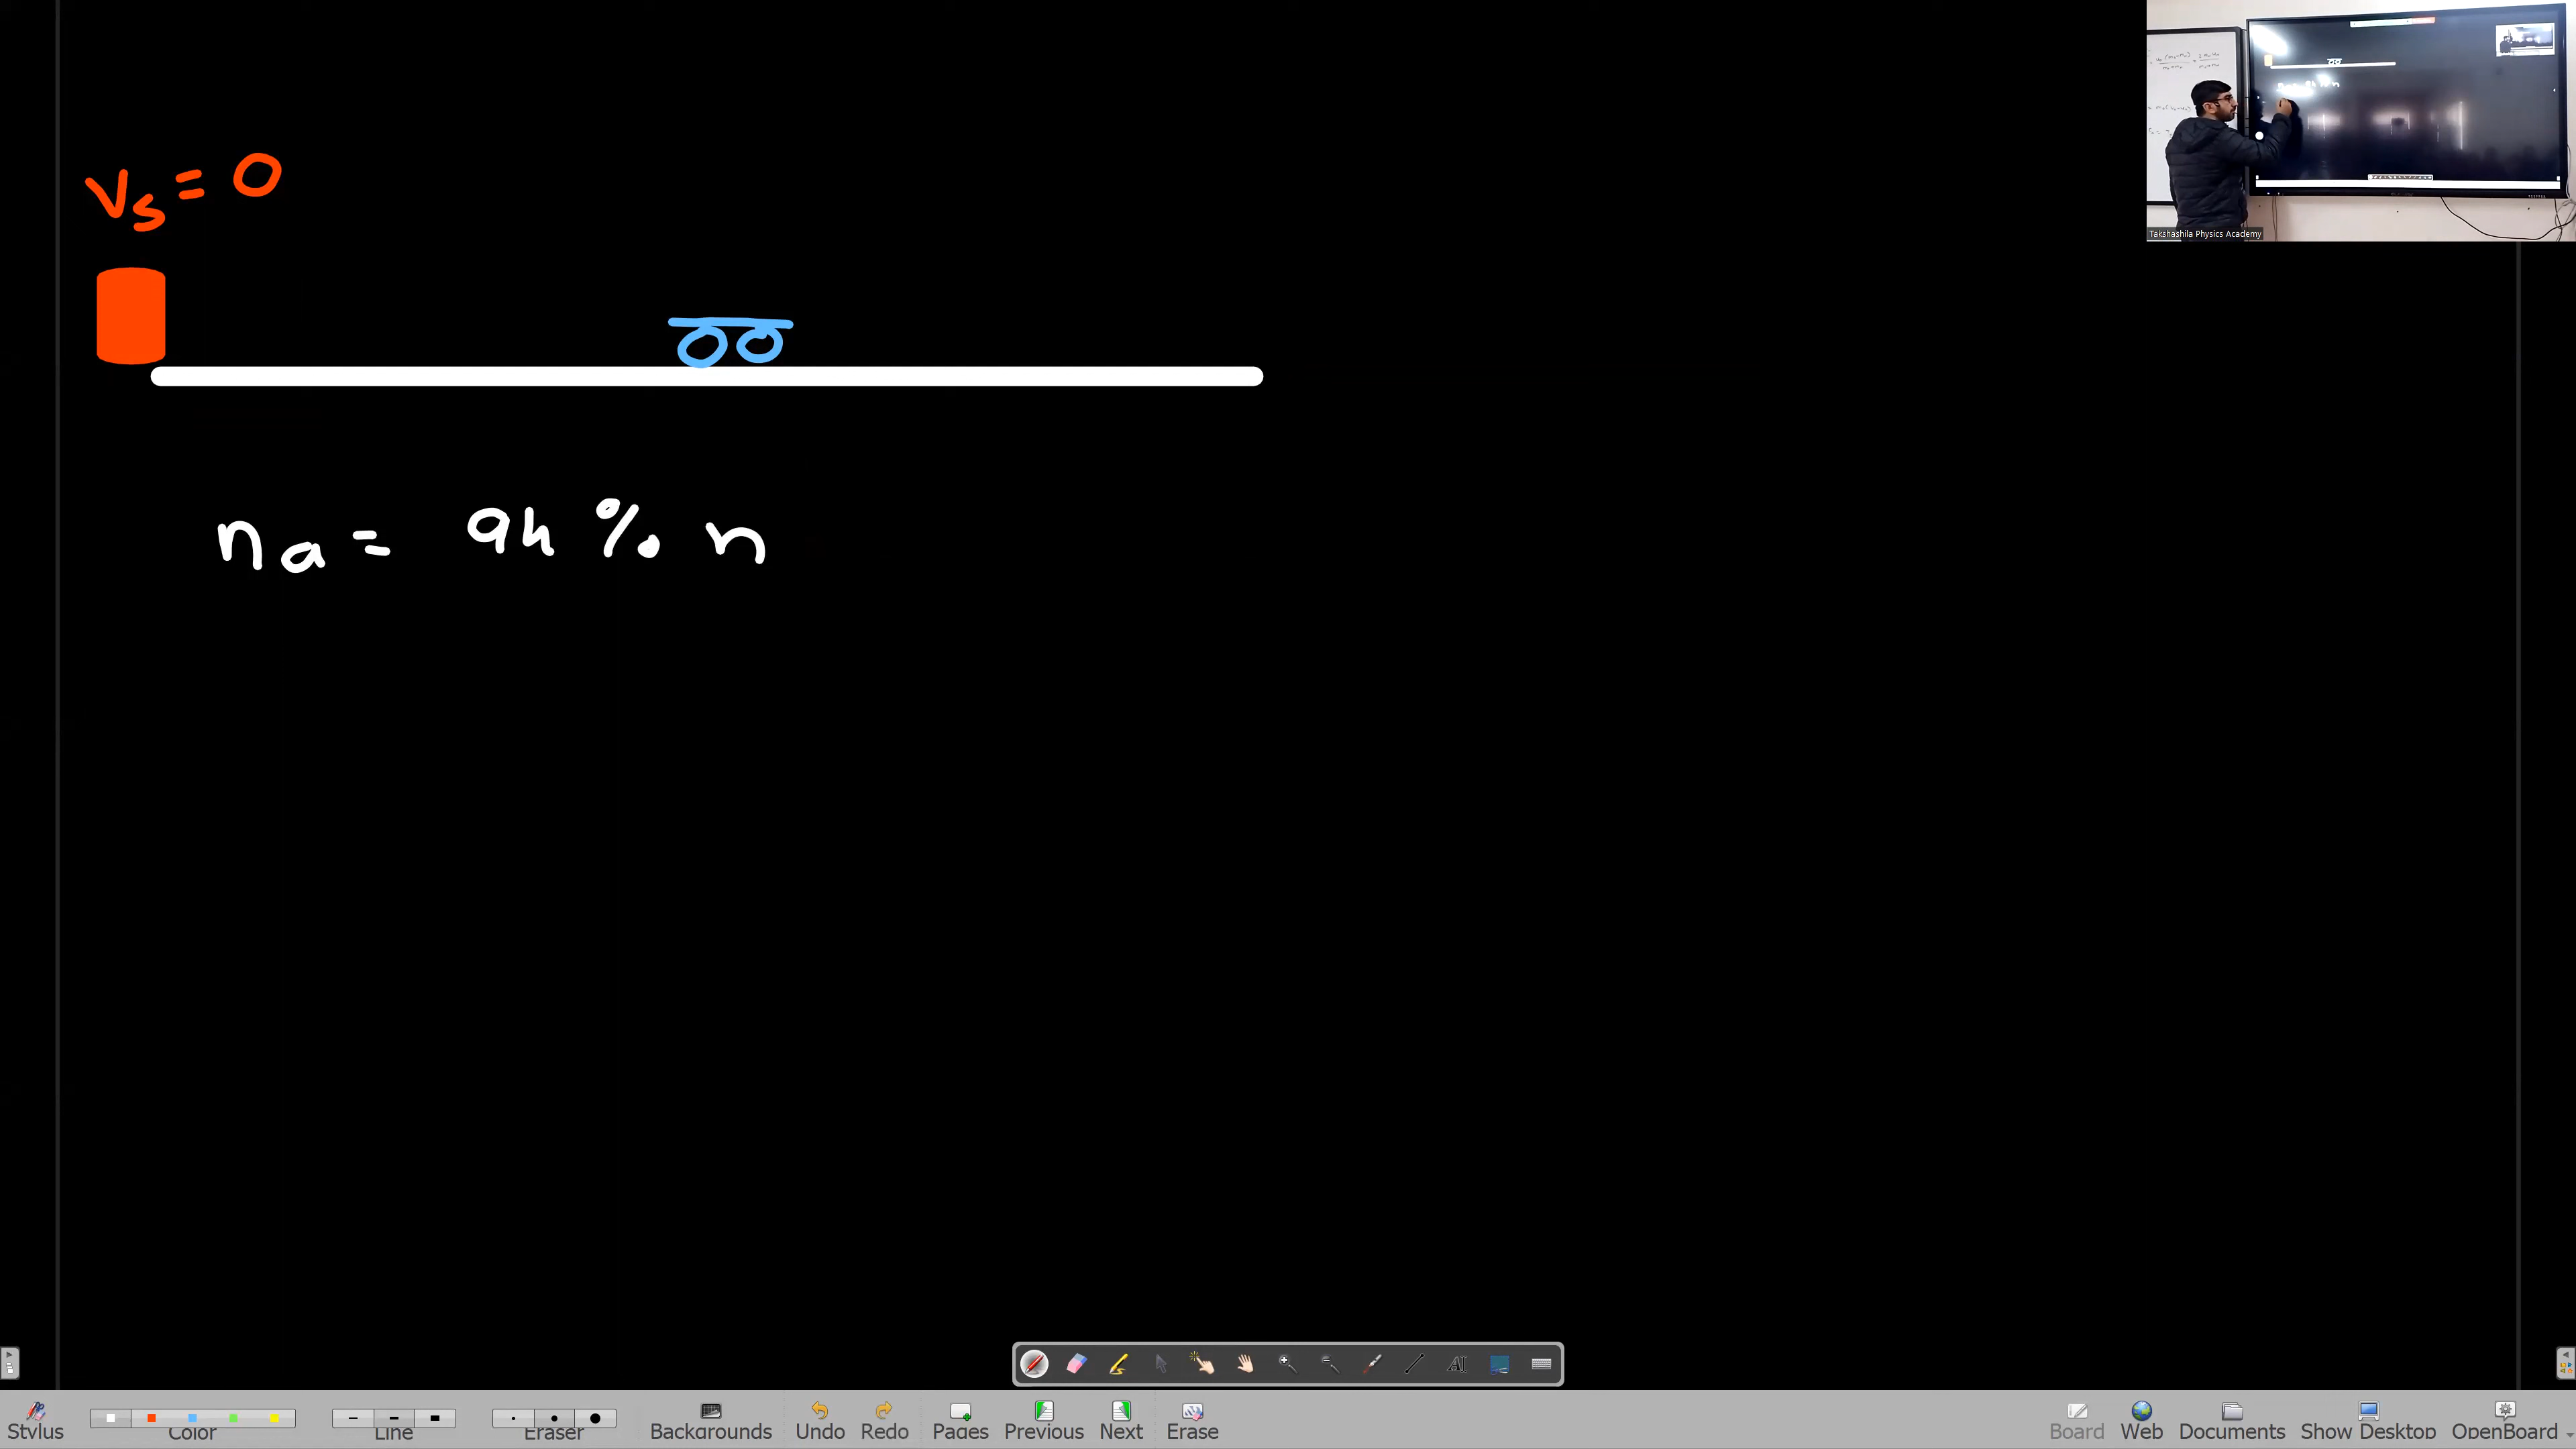 Vs = 0
na = 94 % n
Takshashila Physics Academy
Stylus
Color
Line
Eraser
Backgrounds
Undo
Redo
Pages
Previous
Next
Erase
Board
Web
Documents
Show Desktop
OpenBoard